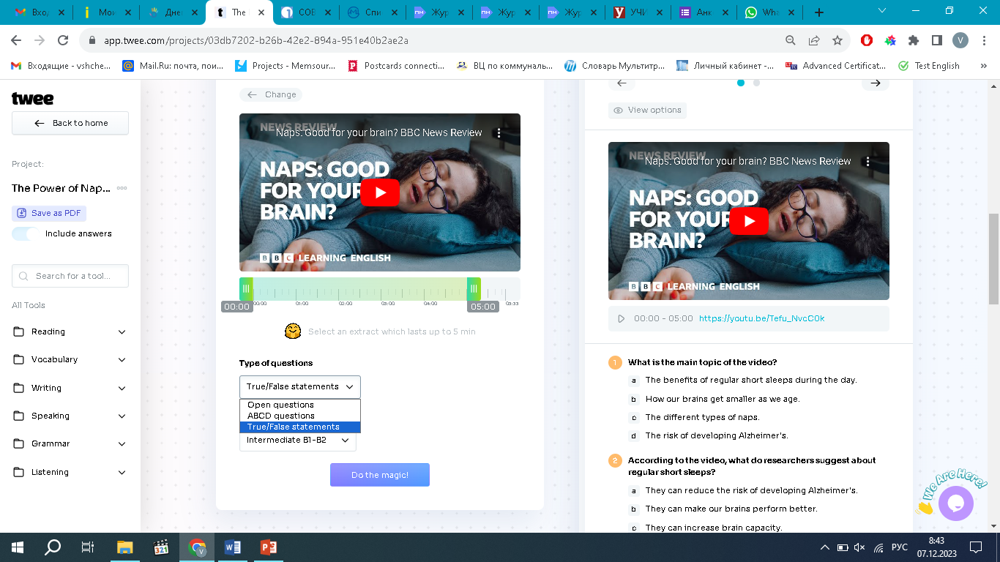 Вход
Мои
Дне
The
СОВ
Спи
Жур
Жур
Жур
УЧИ
Анк
Wha
app.twee.com/projects/03db7202-b26b-42e2-894a-951e40b2ae2a
V
Входящие - vshche...
Mail.Ru: почта, пои...
Projects - Memsour...
Postcards connecti...
ВЦ по коммуналь...
Словарь Мультитр...
Личный кабинет -...
Advanced Certificat...
Test English
»
twee
Back to home
Project:
The Power of Nap...
Save as PDF
Include answers
Search for a tool...
All Tools
Reading
Vocabulary
Writing
Speaking
Grammar
Listening
Change
NEWS REVIEW
Naps: Good for your brain? BBC News Review
NAPS: GOOD
FOR YOUR
BRAIN?
BBC LEARNING ENGLISH
00:00 01:00 02:00 03:00 04:00 03:33
00:00 05:00
Select an extract which lasts up to 5 min
Type of questions
True/False statements
Open questions
ABCD questions
True/False statements
Intermediate B1-B2
Do the magic!
View options
NEWS REVIEW
Naps: Good for your brain? BBC News Review
NAPS: GOOD
FOR YOUR
BRAIN?
BBC LEARNING ENGLISH
00:00 - 05:00 https://youtu.be/Tefu_NvcC0k
1 What is the main topic of the video?
a The benefits of regular short sleeps during the day.
b How our brains get smaller as we age.
c The different types of naps.
d The risk of developing Alzheimer's.
2 According to the video, what do researchers suggest about
regular short sleeps?
a They can reduce the risk of developing Alzheimer's.
b They can make our brains perform better.
c They can increase brain capacity.
We Are Here!
321
РУС
8:43
07.12.2023